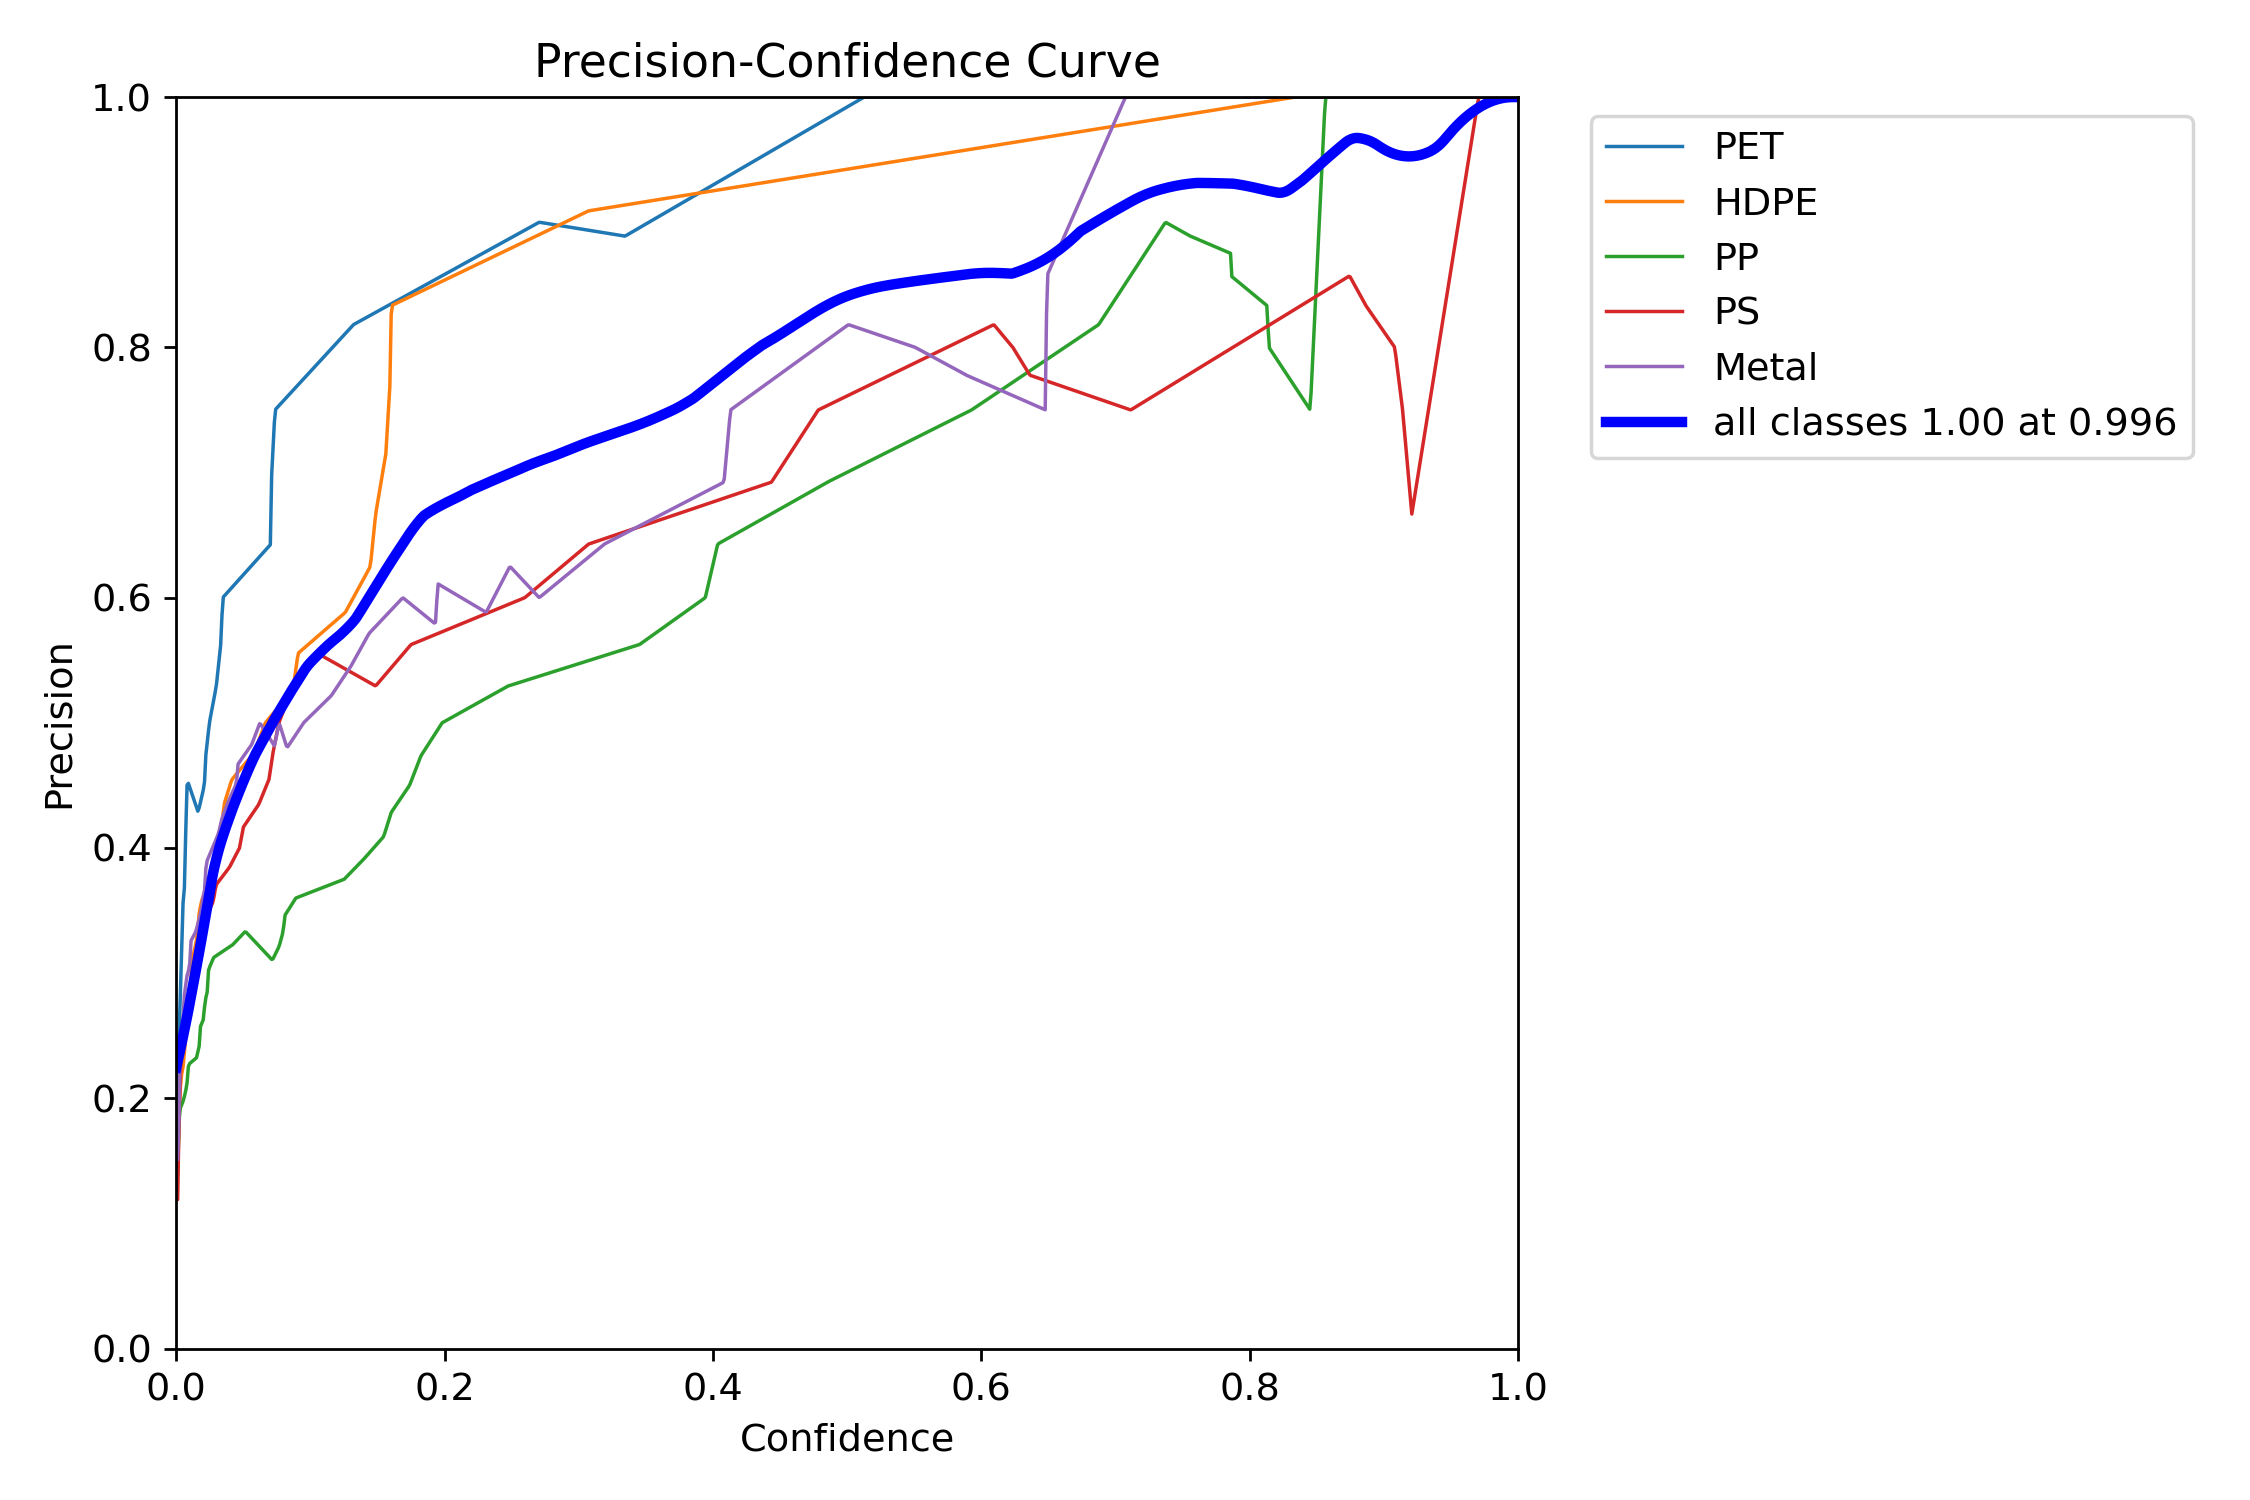 Precision-Confidence Curve
1.0
0.8
0.6
0.4
0.2
0.0
Precision
0.0 0.2 0.4 0.6 0.8 1.0
Confidence
PET
HDPE
PP
PS
Metal
all classes 1.00 at 0.996